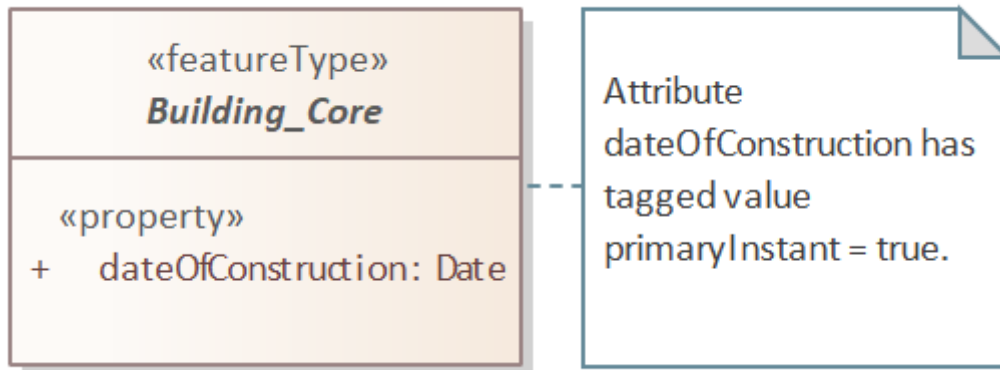 «featureType»
Building_Core
«property»
+ dateOfConstruction: Date
Attribute
dateOfConstruction has
tagged value
primaryInstant = true.